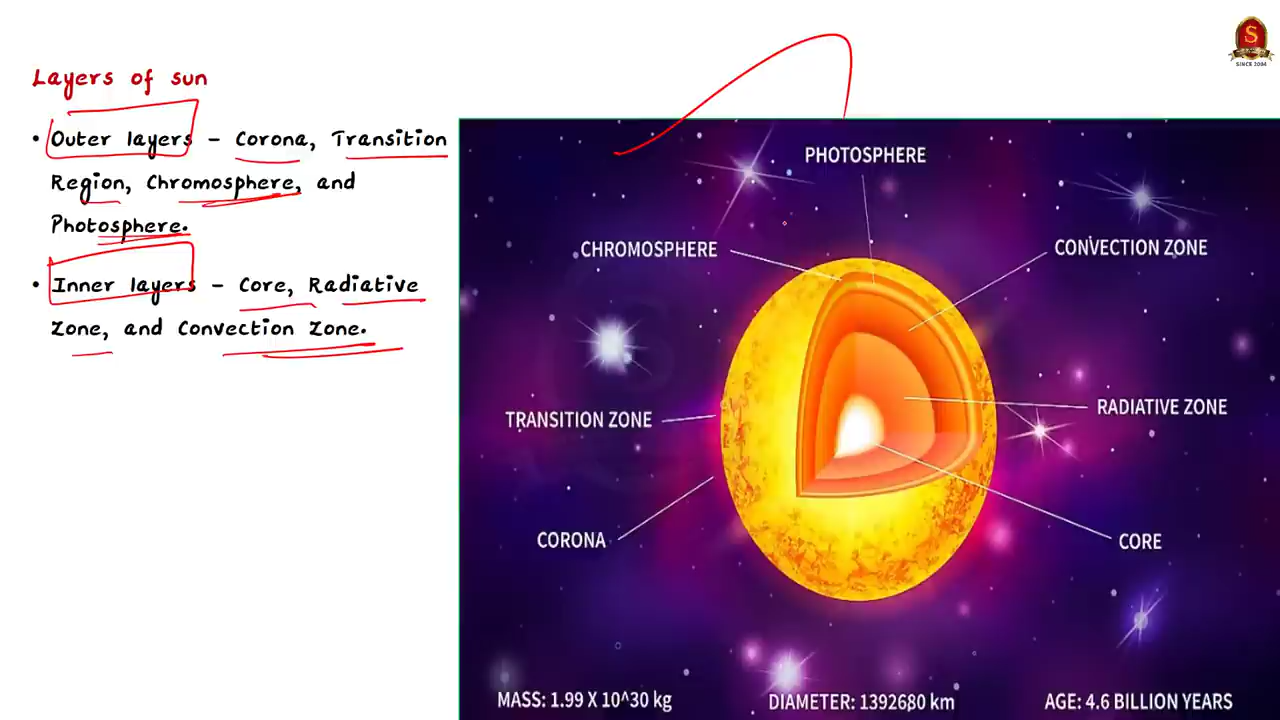 S
SINCE 2004
Layers of sun
• Outer layers – Corona, Transition
Region, Chromosphere, and
Photosphere.
• Inner layers – Core, Radiative
Zone, and Convection Zone.
PHOTOSPHERE
CHROMOSPHERE
CONVECTION ZONE
TRANSITION ZONE
RADIATIVE ZONE
CORONA
CORE
MASS: 1.99 X 10^30 kg
DIAMETER: 1392680 km
AGE: 4.6 BILLION YEARS